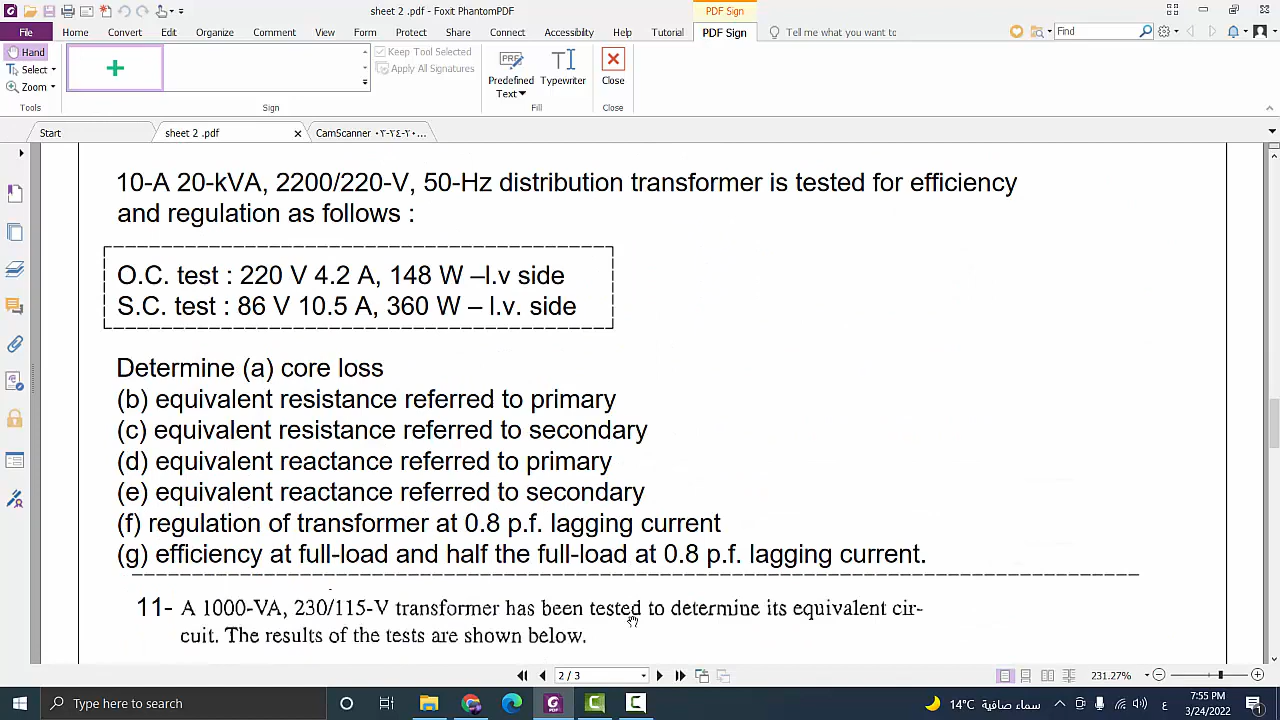 sheet 2 .pdf - Foxit PhantomPDF
PDF Sign
File
Home
Convert
Edit
Organize
Comment
View
Form
Protect
Share
Connect
Accessibility
Help
Tutorial
PDF Sign
Tell me what you want to
Find
Hand
Select
Zoom
Tools
Keep Tool Selected
Apply All Signatures
Sign
PRE
Predefined
Text
Typewriter
Fill
Close
Close
Start
sheet 2 .pdf
CamScanner ٠٣-٢٤-٢٠...
10-A 20-kVA, 2200/220-V, 50-Hz distribution transformer is tested for efficiency
and regulation as follows :
O.C. test : 220 V 4.2 A, 148 W –l.v side
S.C. test : 86 V 10.5 A, 360 W – l.v. side
Determine (a) core loss
(b) equivalent resistance referred to primary
(c) equivalent resistance referred to secondary
(d) equivalent reactance referred to primary
(e) equivalent reactance referred to secondary
(f) regulation of transformer at 0.8 p.f. lagging current
(g) efficiency at full-load and half the full-load at 0.8 p.f. lagging current.
11- A 1000-VA, 230/115-V transformer has been tested to determine its equivalent cir-
cuit. The results of the tests are shown below.
2 / 3
231.27%
Type here to search
14°C سماء صافية
ع
7:55 PM
3/24/2022